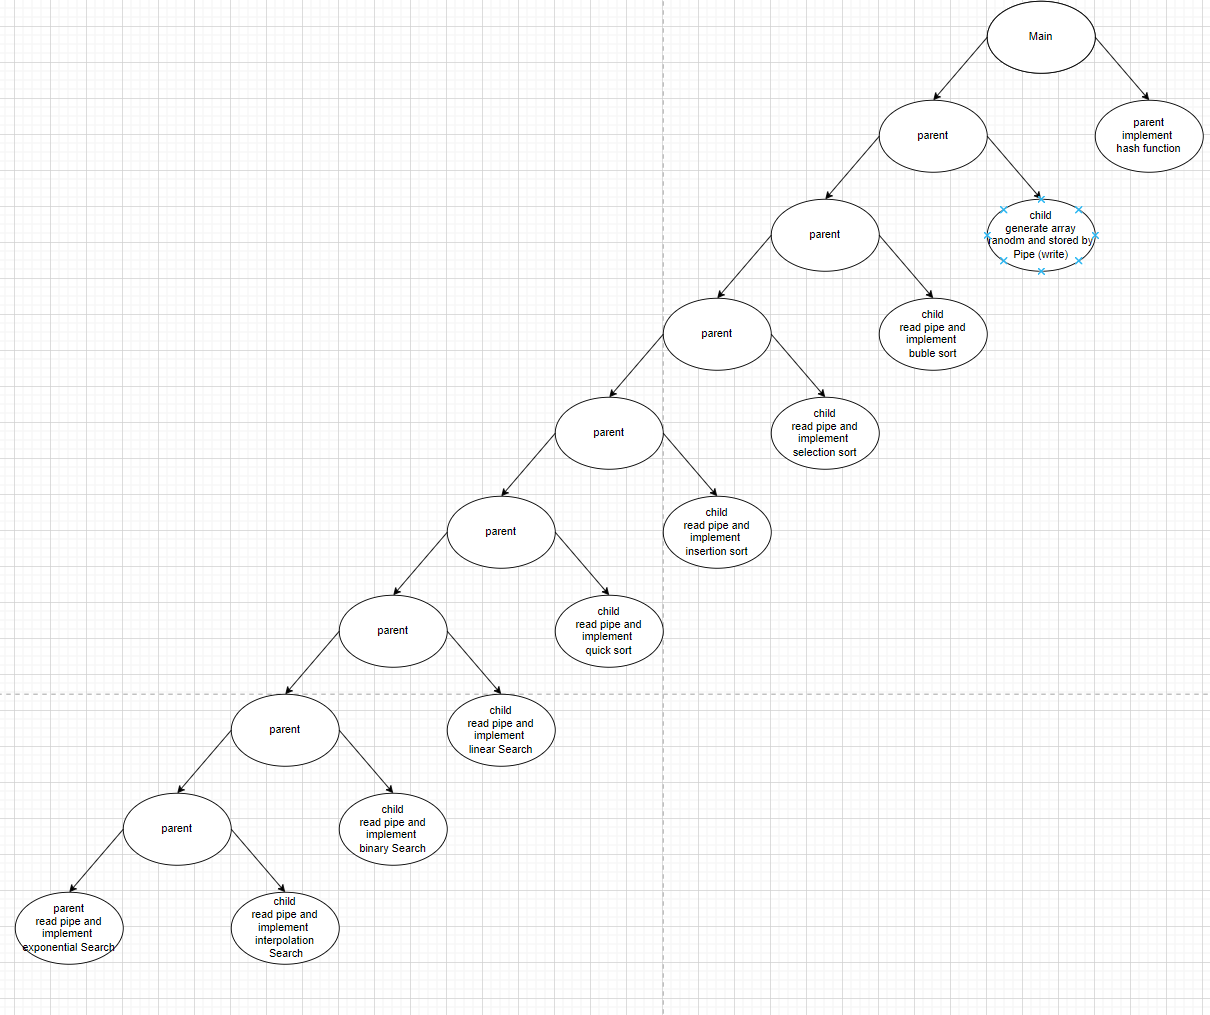 Main
parent
parent
implement
hash function
parent
child
generate array
ranodm and stored by
Pipe (write)
parent
child
read pipe and
implement
buble sort
parent
child
read pipe and
implement
selection sort
parent
child
read pipe and
implement
insertion sort
parent
child
read pipe and
implement
quick sort
parent
child
read pipe and
implement
linear Search
parent
child
read pipe and
implement
binary Search
parent
read pipe and
implement
exponential Search
child
read pipe and
implement
interpolation
Search